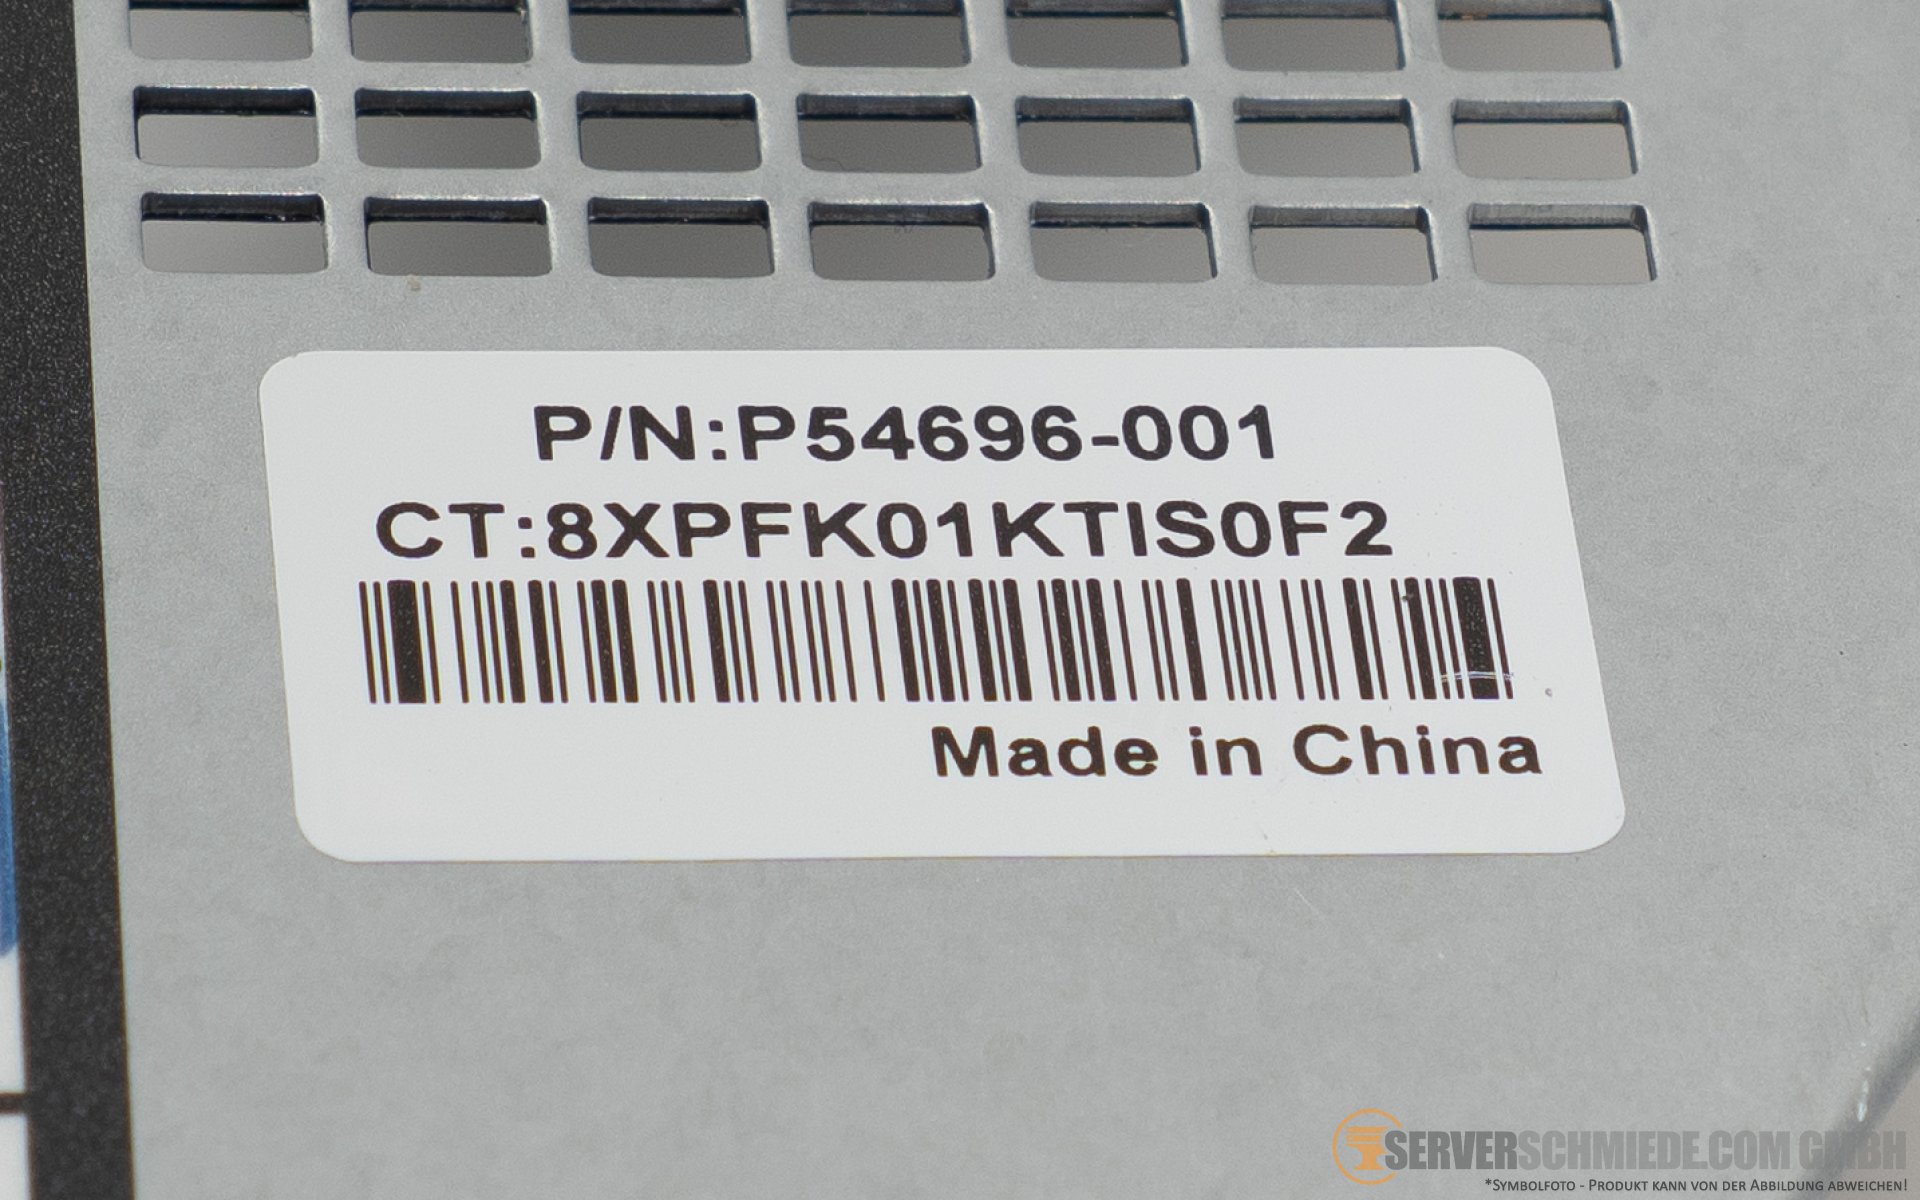 P/N:P54696-001
CT:8XPFK01KTIS0F2
Made in China
SERVERSCHMIEDE.COM GMBH
*Symbolfoto - Produkt kann von der Abbildung abweichen!